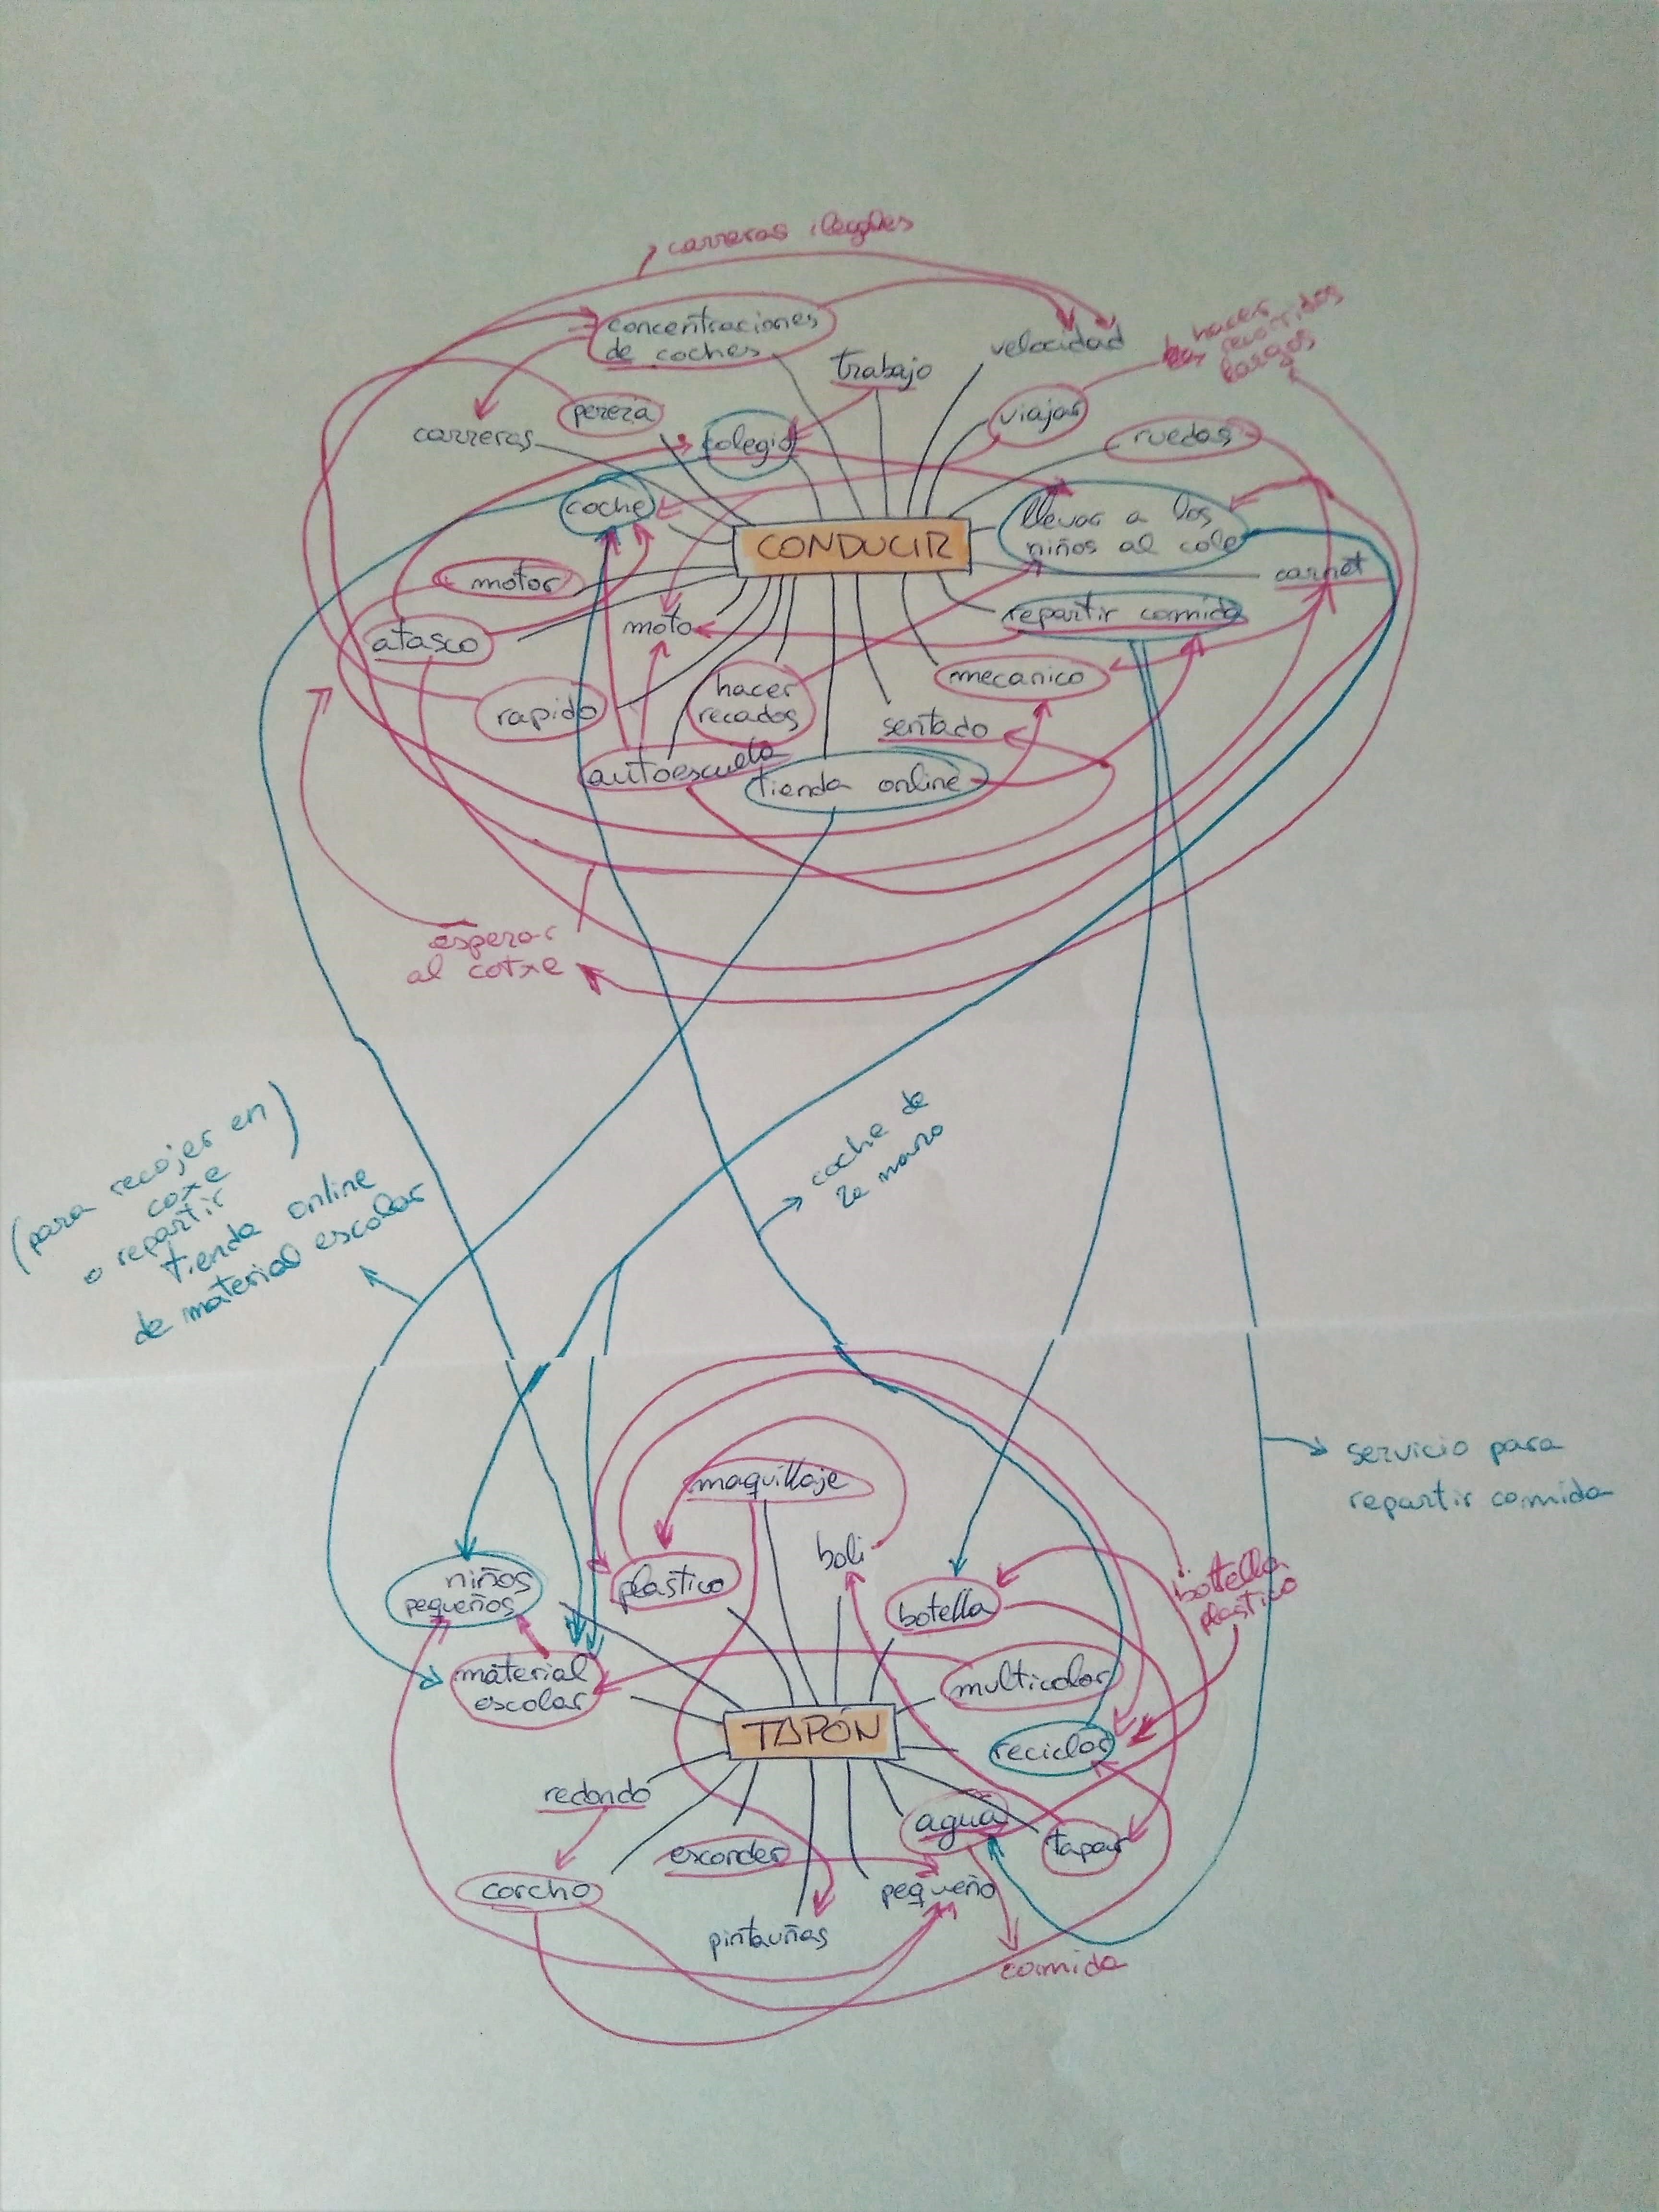 carreras ilegales
concentraciones
de coches
velocidad
hacer
recorridos
largos
trabajo
pereza
viajar
carreras
colegio
ruedas
coche
llevar a los
niños al cole
CONDUCIR
motor
carnet
moto
repartir comida
atasco
mecanico
rapido
hacer
recados
sentado
autoescuela
tienda online
esperar
al cotxe
(para recojer en)
coxe
o repartir
tienda online
de material escolar
coche de
2a mano
servicio para
repartir comida
maquillaje
boli
niños
pequeños
plastico
botella
botella
plastico
material
escolar
multicolor
TAPÓN
reciclar
redondo
agua
tapar
esconder
corcho
pequeño
pintauñas
comida